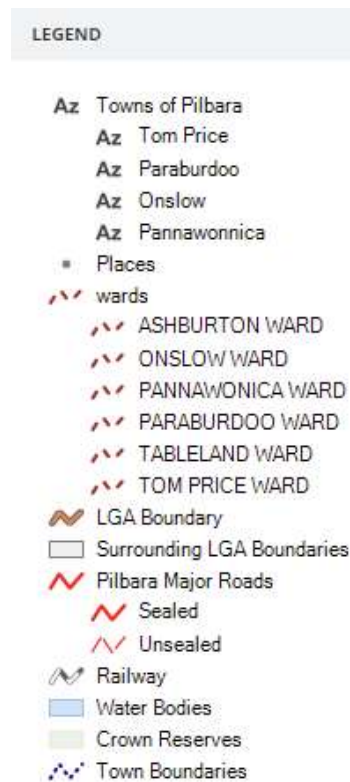 LEGEND
Az Towns of Pilbara
Az Tom Price
Az Paraburdoo
Az Onslow
Az Pannawonnica
Places
wards
ASHBURTON WARD
ONSLOW WARD
PANNAWONICA WARD
PARABURDOO WARD
TABLELAND WARD
TOM PRICE WARD
LGA Boundary
Surrounding LGA Boundaries
Pilbara Major Roads
Sealed
Unsealed
Railway
Water Bodies
Crown Reserves
Town Boundaries